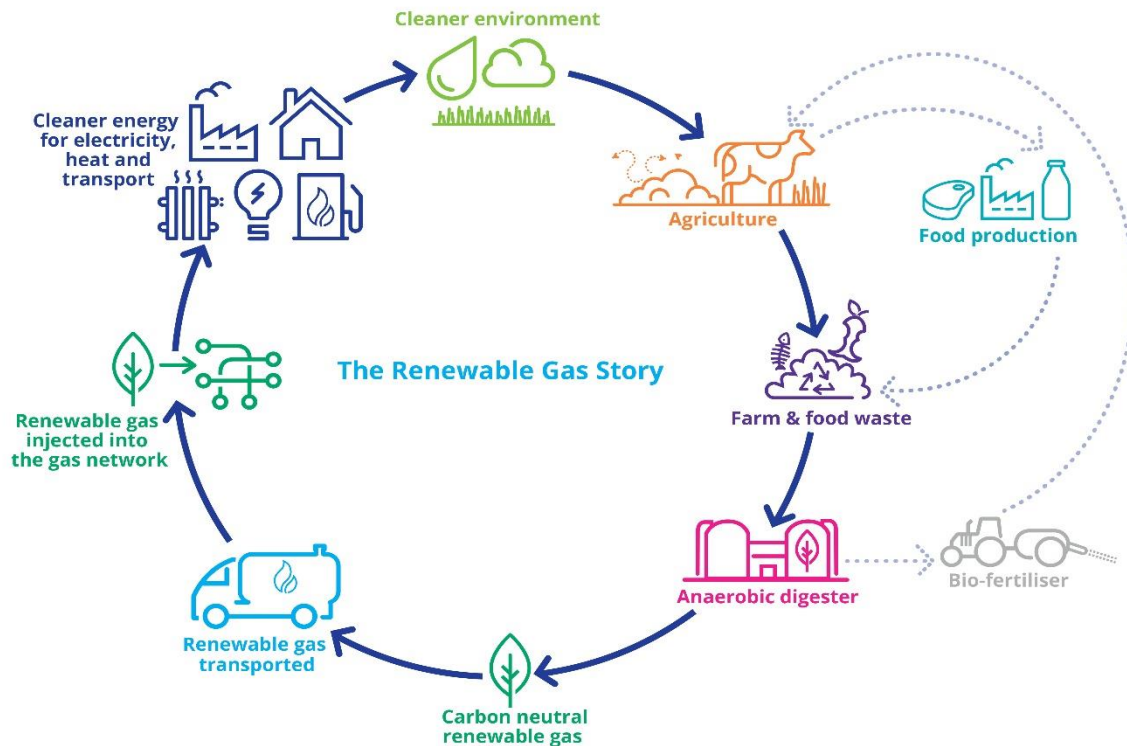 Cleaner environment
Cleaner energy
for electricity,
heat and
transport
Agriculture
Food production
The Renewable Gas Story
Farm & food waste
Renewable gas
injected into
the gas network
Anaerobic digester
Bio-fertiliser
Renewable gas
transported
Carbon neutral
renewable gas